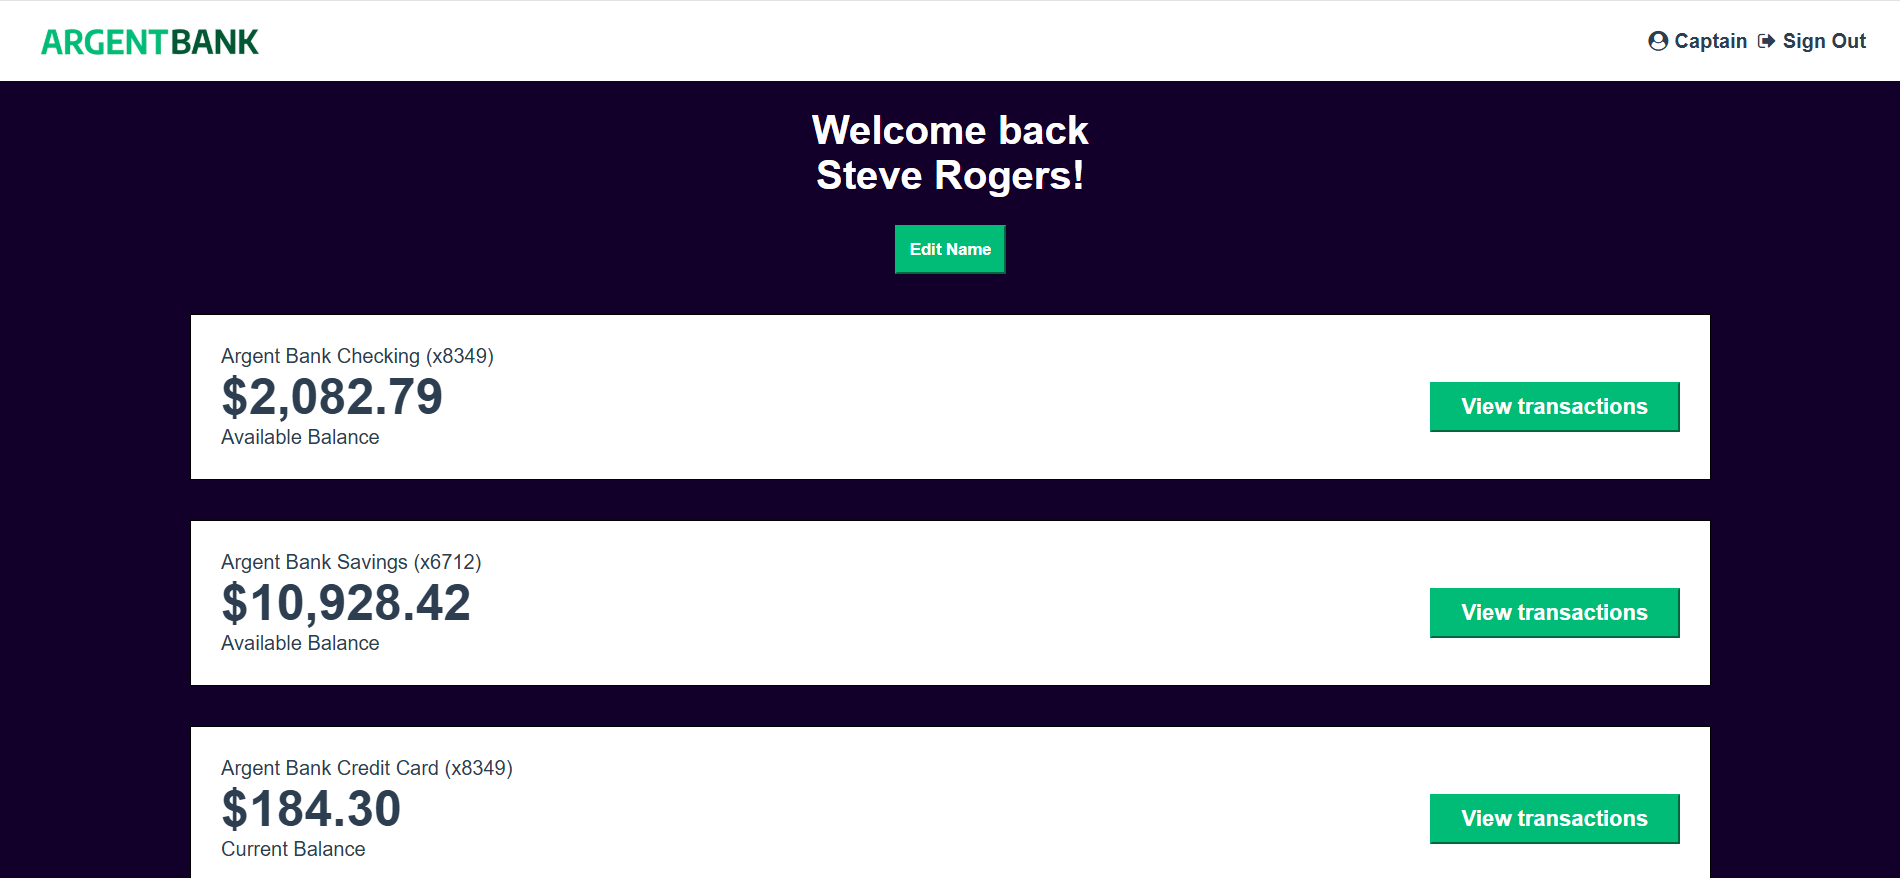 ARGENTBANK
Captain Sign Out
Welcome back
Steve Rogers!
Edit Name
Argent Bank Checking (x8349)
$2,082.79
Available Balance
View transactions
Argent Bank Savings (x6712)
$10,928.42
Available Balance
View transactions
Argent Bank Credit Card (x8349)
$184.30
Current Balance
View transactions